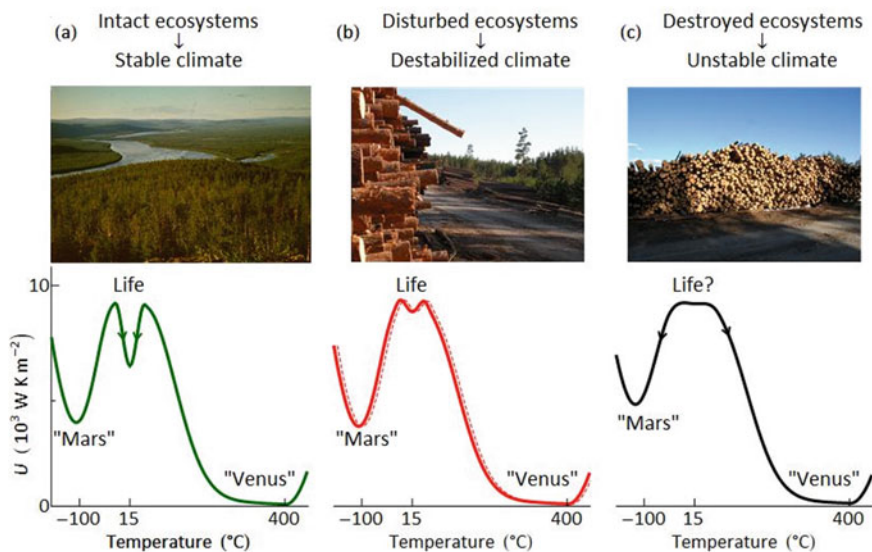 (a) Intact ecosystems
↓
Stable climate
(b) Disturbed ecosystems
↓
Destabilized climate
(c) Destroyed ecosystems
↓
Unstable climate
U (10³ W K m⁻²)
10
0
Life
"Mars"
"Venus"
−100 15 400
Temperature (°C)
Life
"Mars"
"Venus"
−100 15 400
Temperature (°C)
Life?
"Mars"
"Venus"
−100 15 400
Temperature (°C)